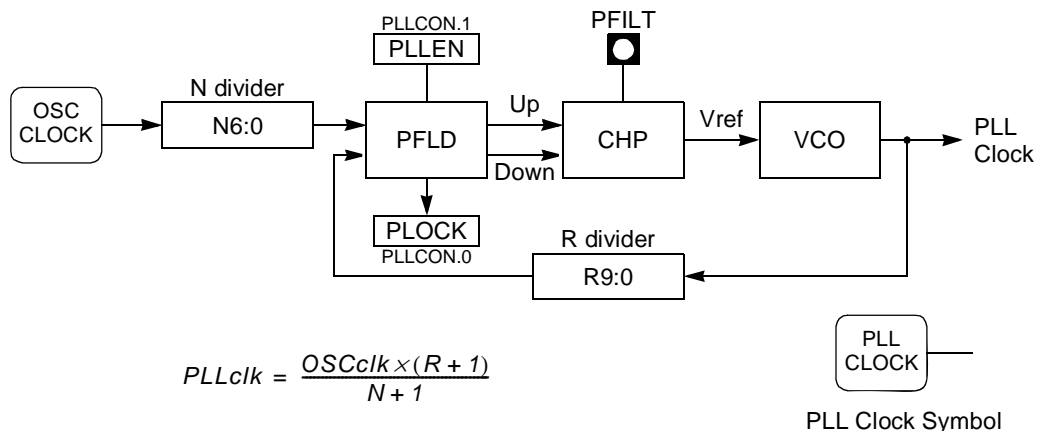 PLLCON.1
PLLEN
PFILT
N divider
OSC
CLOCK
N6:0
PFLD
Up
Down
CHP
Vref
VCO
PLL
Clock
PLOCK
PLLCON.0
R divider
R9:0
PLLclk = OSCclk × (R + 1)
N + 1
PLL
CLOCK
PLL Clock Symbol